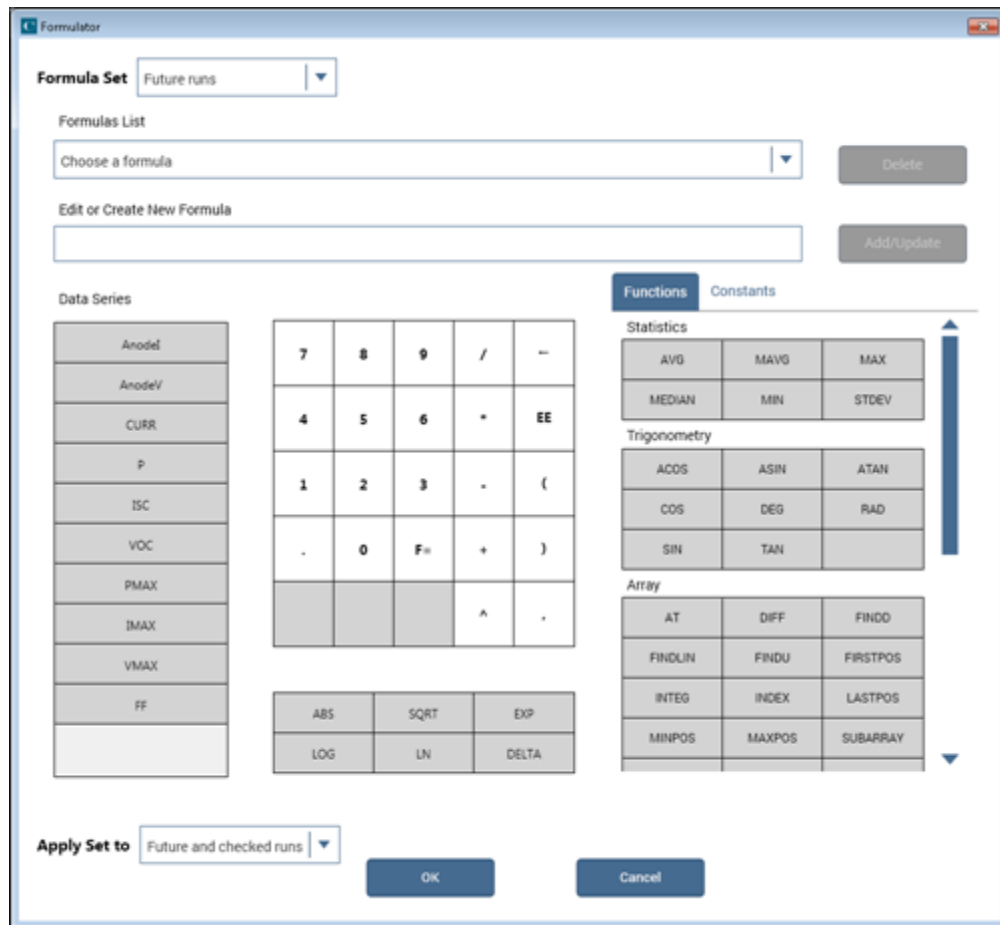 Formulator
Formula Set Future runs
Formulas List
Choose a formula
Delete
Edit or Create New Formula
Add/Update
Data Series
AnodeI
AnodeV
CURR
P
ISC
VOC
PMAX
IMAX
VMAX
FF
7 8 9 / ←
4 5 6 * EE
1 2 3 - (
. 0 F= + )
^ ,
ABS SQRT EXP
LOG LN DELTA
Functions Constants
Statistics
AVG MAVG MAX
MEDIAN MIN STDEV
Trigonometry
ACOS ASIN ATAN
COS DEG RAD
SIN TAN
Array
AT DIFF FINDD
FINDLIN FINDU FIRSTPOS
INTEG INDEX LASTPOS
MINPOS MAXPOS SUBARRAY
Apply Set to Future and checked runs
OK Cancel